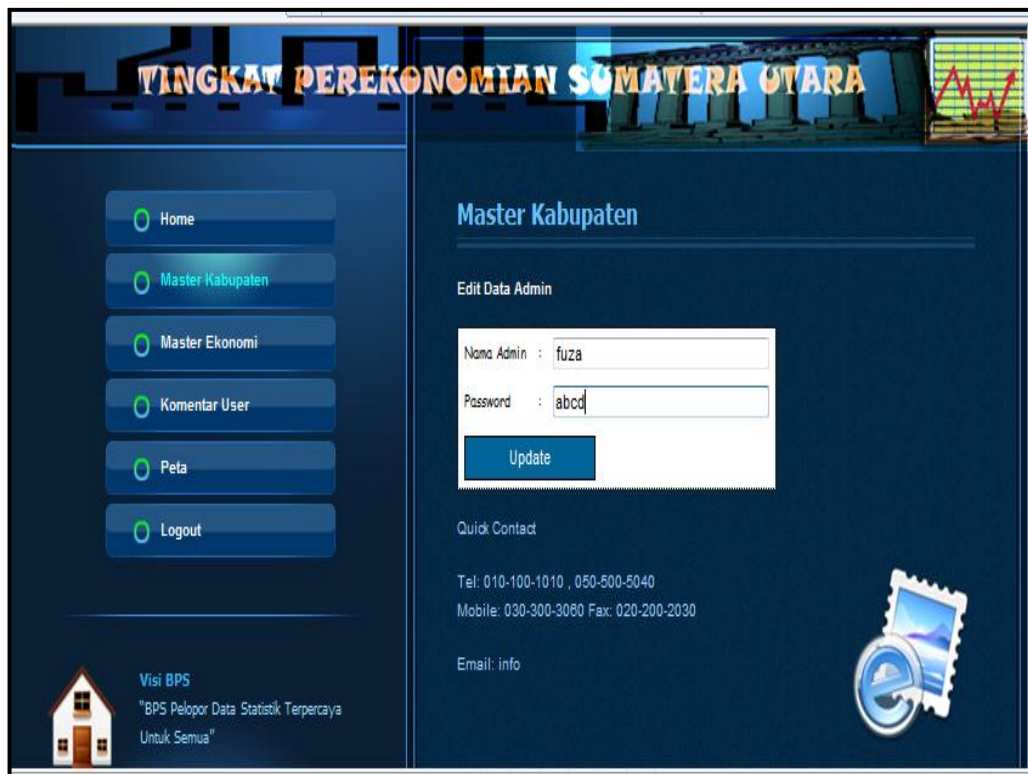 TINGKAT PEREKONOMIAN SUMATERA UTARA
Home
Master Kabupaten
Master Ekonomi
Komentar User
Peta
Logout
Visi BPS
"BPS Pelopor Data Statistik Terpercaya
Untuk Semua"
Master Kabupaten
Edit Data Admin
Nama Admin : fuza
Password : abcd
Update
Quick Contact
Tel: 010-100-1010 , 050-500-5040
Mobile: 030-300-3060 Fax: 020-200-2030
Email: info